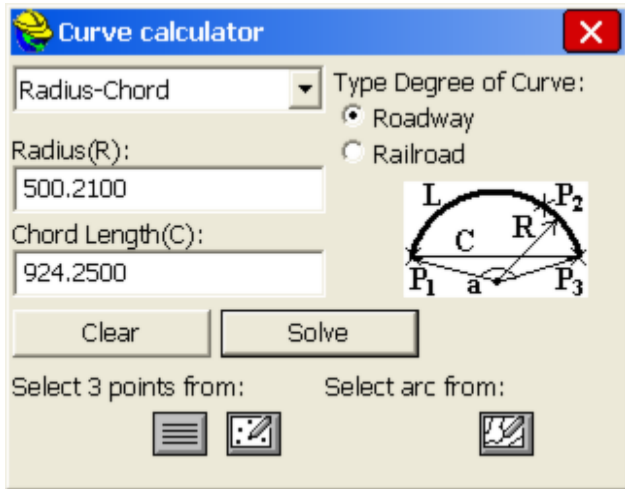 Curve calculator
Radius-Chord
Type Degree of Curve:
Roadway
Railroad
Radius(R):
500.2100
Chord Length(C):
924.2500
L
P2
R
C
P1
a
P3
Clear
Solve
Select 3 points from:
Select arc from: